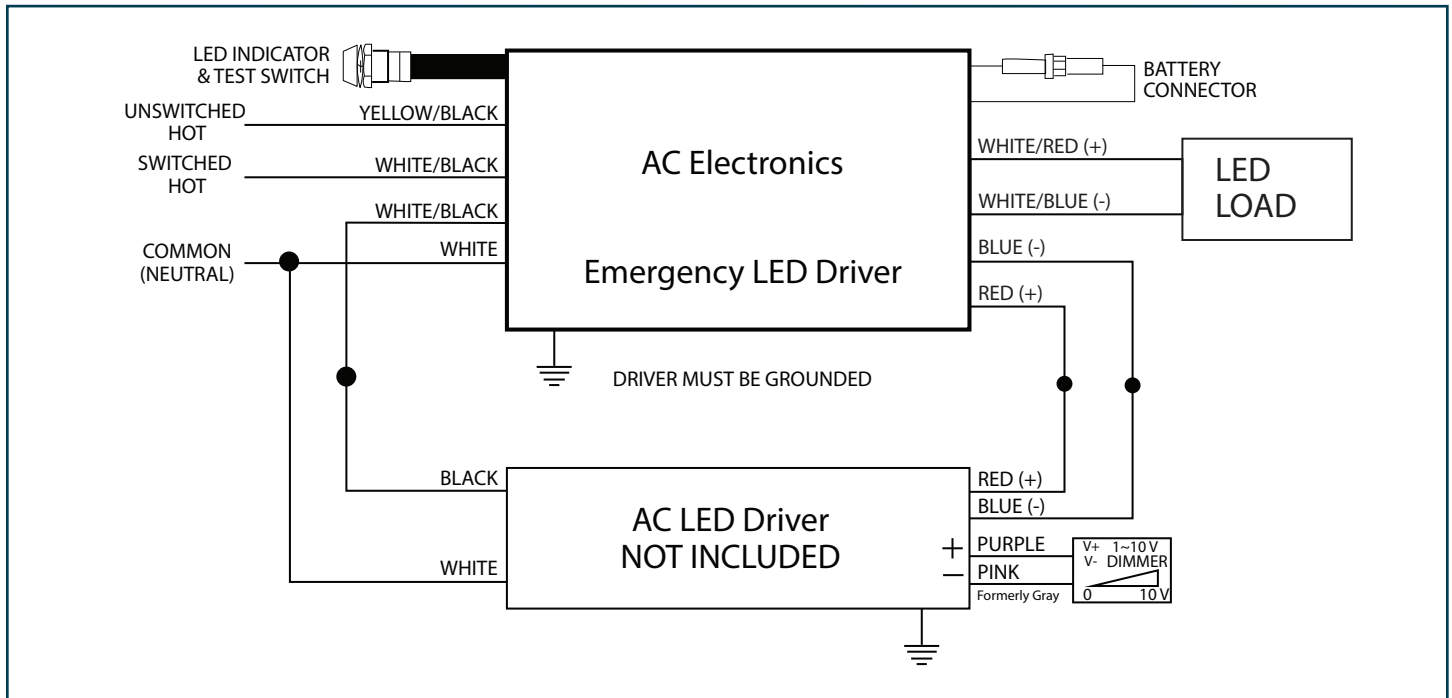 LED INDICATOR
& TEST SWITCH
UNSWITCHED
HOT
YELLOW/BLACK
SWITCHED
HOT
WHITE/BLACK
WHITE/BLACK
COMMON
(NEUTRAL)
WHITE
AC Electronics
Emergency LED Driver
BATTERY
CONNECTOR
WHITE/RED (+)
WHITE/BLUE (-)
LED
LOAD
BLUE (-)
RED (+)
DRIVER MUST BE GROUNDED
BLACK
WHITE
AC LED Driver
NOT INCLUDED
RED (+)
BLUE (-)
+ PURPLE
– PINK
Formerly Gray
V+ 1~10 V
V- DIMMER
0 10 V